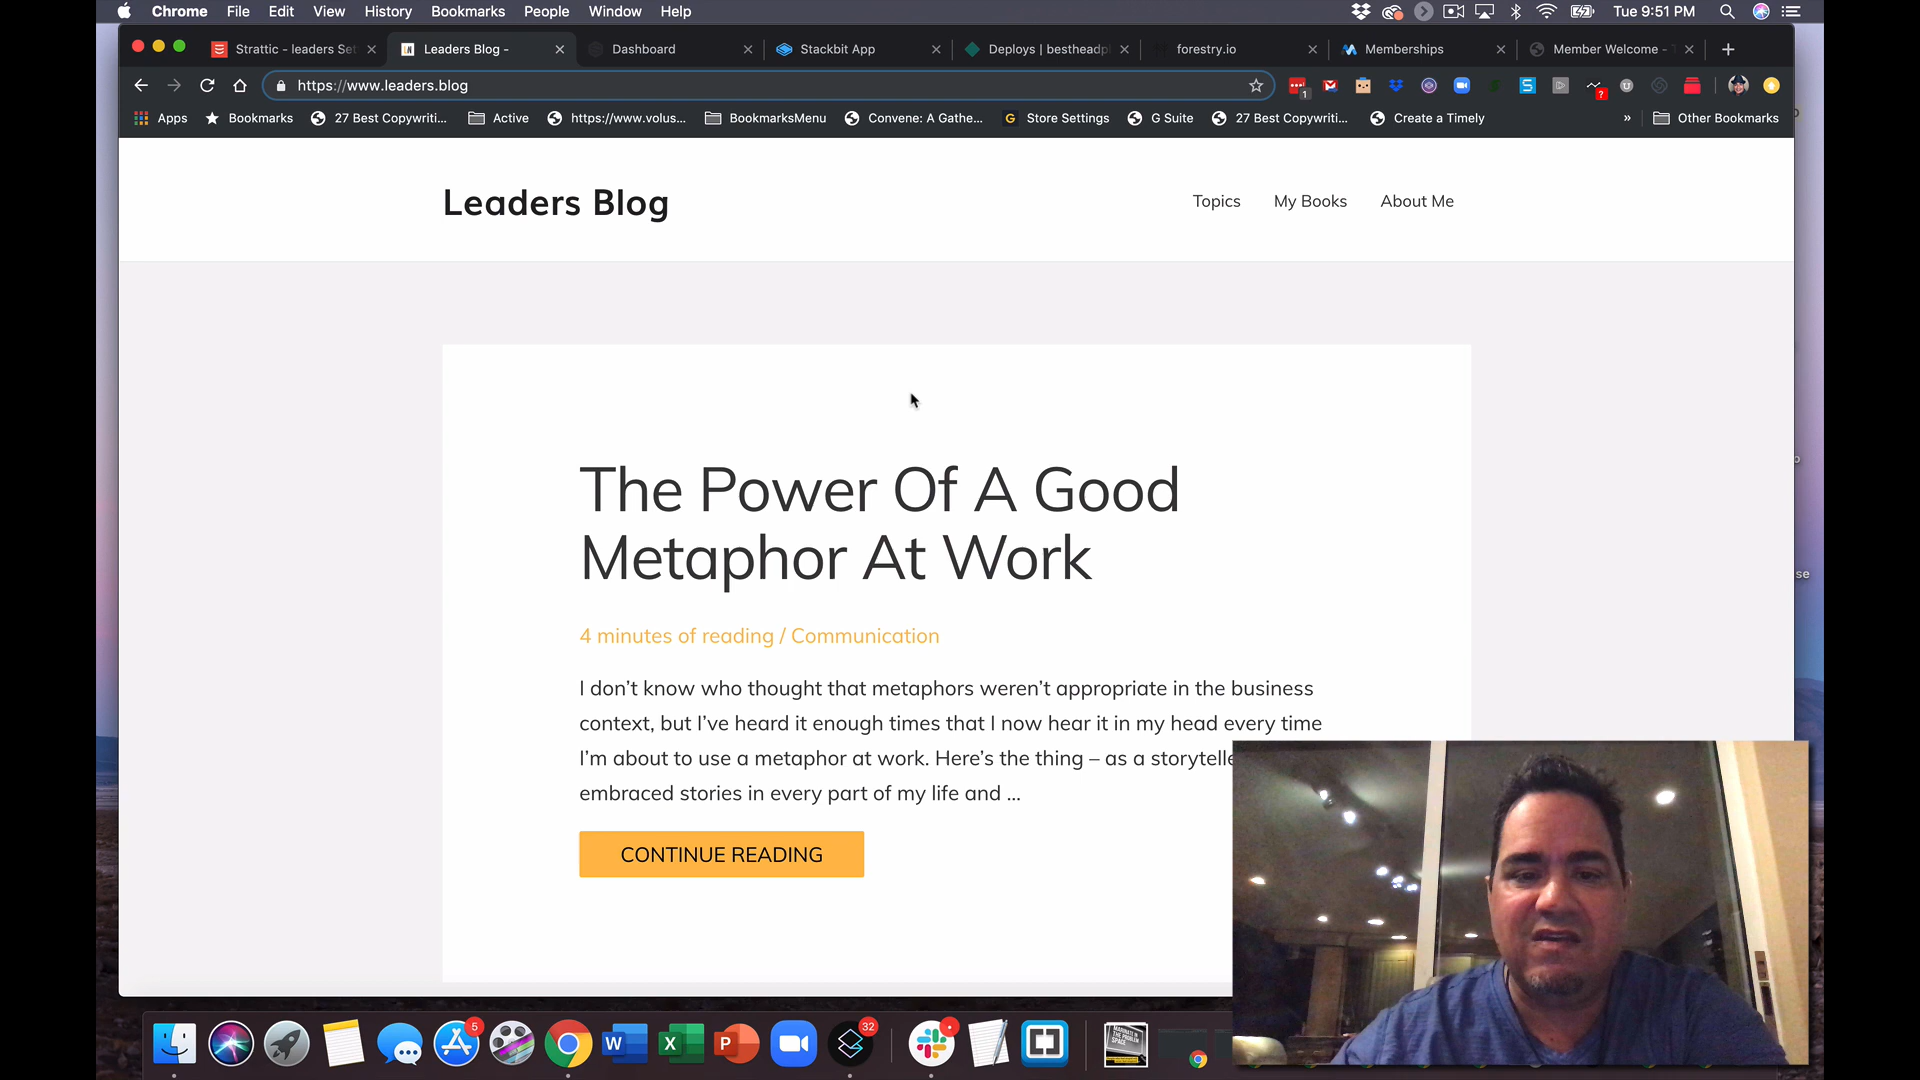 Chrome File Edit View History Bookmarks People Window Help
Tue 9:51 PM
Strattic - leaders Set
Leaders Blog -
Dashboard
Stackbit App
Deploys | bestheadp
forestry.io
Memberships
Member Welcome -
https://www.leaders.blog
Apps
Bookmarks
27 Best Copywriti...
Active
https://www.volus...
BookmarksMenu
Convene: A Gathe...
G Store Settings
G Suite
27 Best Copywriti...
Create a Timely
»
Other Bookmarks
Leaders Blog
Topics
My Books
About Me
The Power Of A Good
Metaphor At Work
4 minutes of reading / Communication
I don’t know who thought that metaphors weren’t appropriate in the business
context, but I’ve heard it enough times that I now hear it in my head every time
I’m about to use a metaphor at work. Here’s the thing – as a storytelle
embraced stories in every part of my life and ...
CONTINUE READING
se
5
W
X
P
32